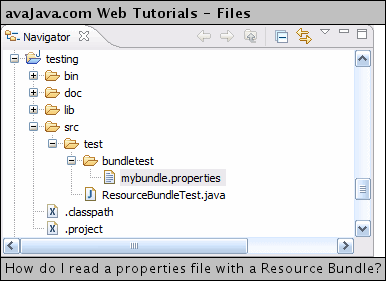 avaJava.com Web Tutorials - Files
Navigator
testing
bin
doc
lib
src
test
bundletest
mybundle.properties
ResourceBundleTest.java
.classpath
.project
How do I read a properties file with a Resource Bundle?